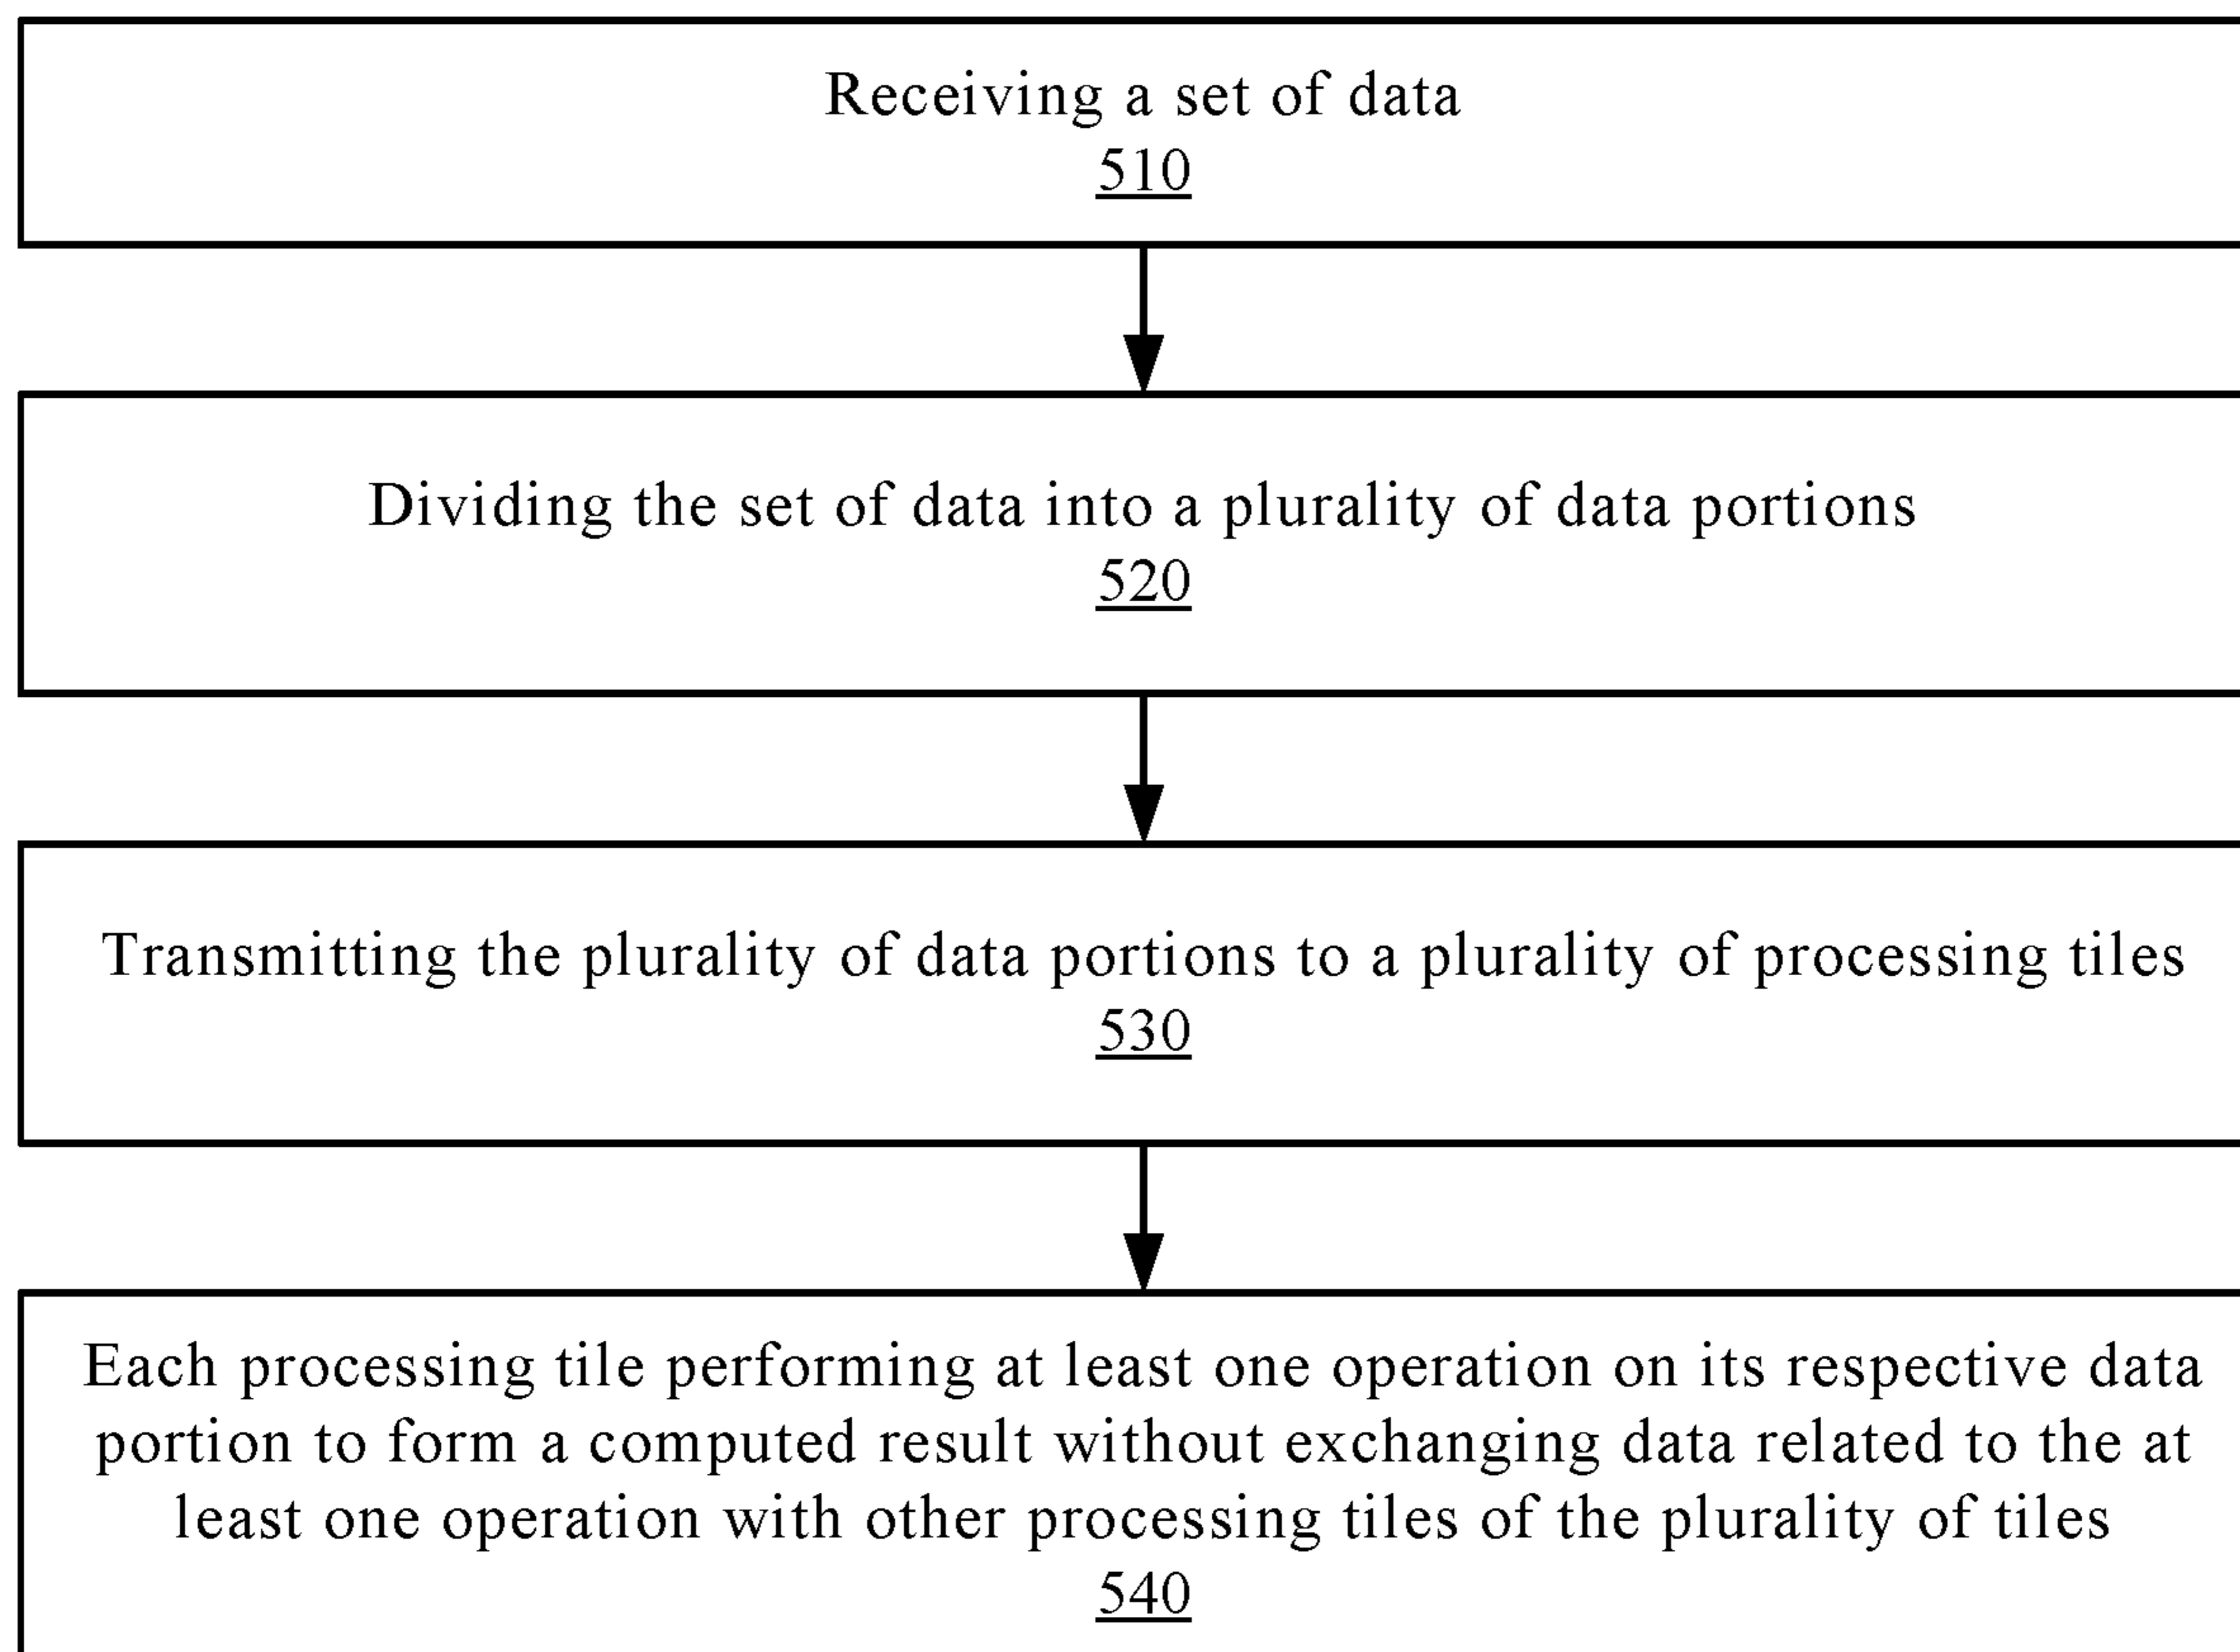 Receiving a set of data
510
Dividing the set of data into a plurality of data portions
520
Transmitting the plurality of data portions to a plurality of processing tiles
530
Each processing tile performing at least one operation on its respective data
portion to form a computed result without exchanging data related to the at
least one operation with other processing tiles of the plurality of tiles
540